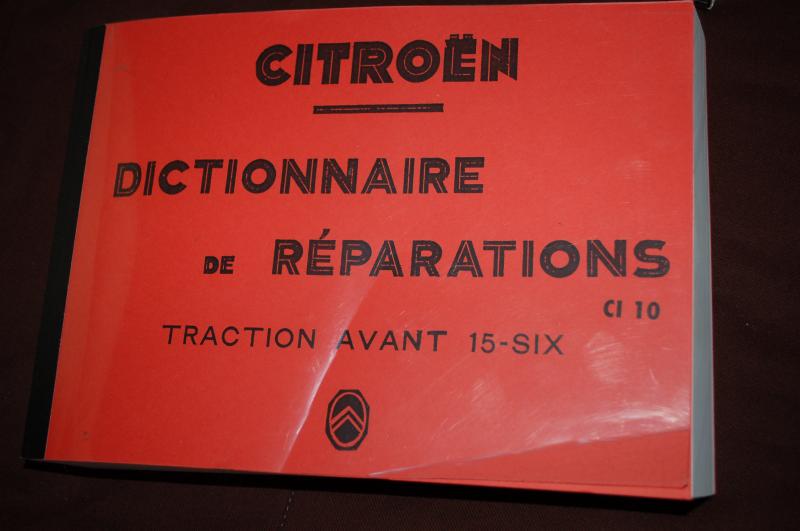 CITROËN
DICTIONNAIRE
DE RÉPARATIONS
CI 10
TRACTION AVANT 15-SIX